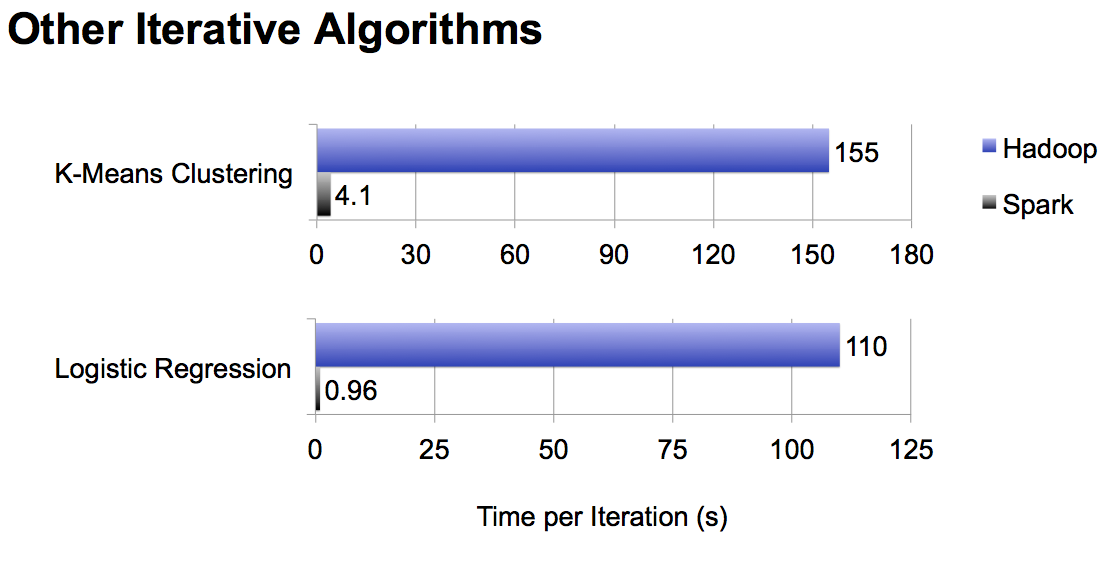 Other Iterative Algorithms
K-Means Clustering
155
4.1
0 30 60 90 120 150 180
Hadoop
Spark
Logistic Regression
110
0.96
0 25 50 75 100 125
Time per Iteration (s)